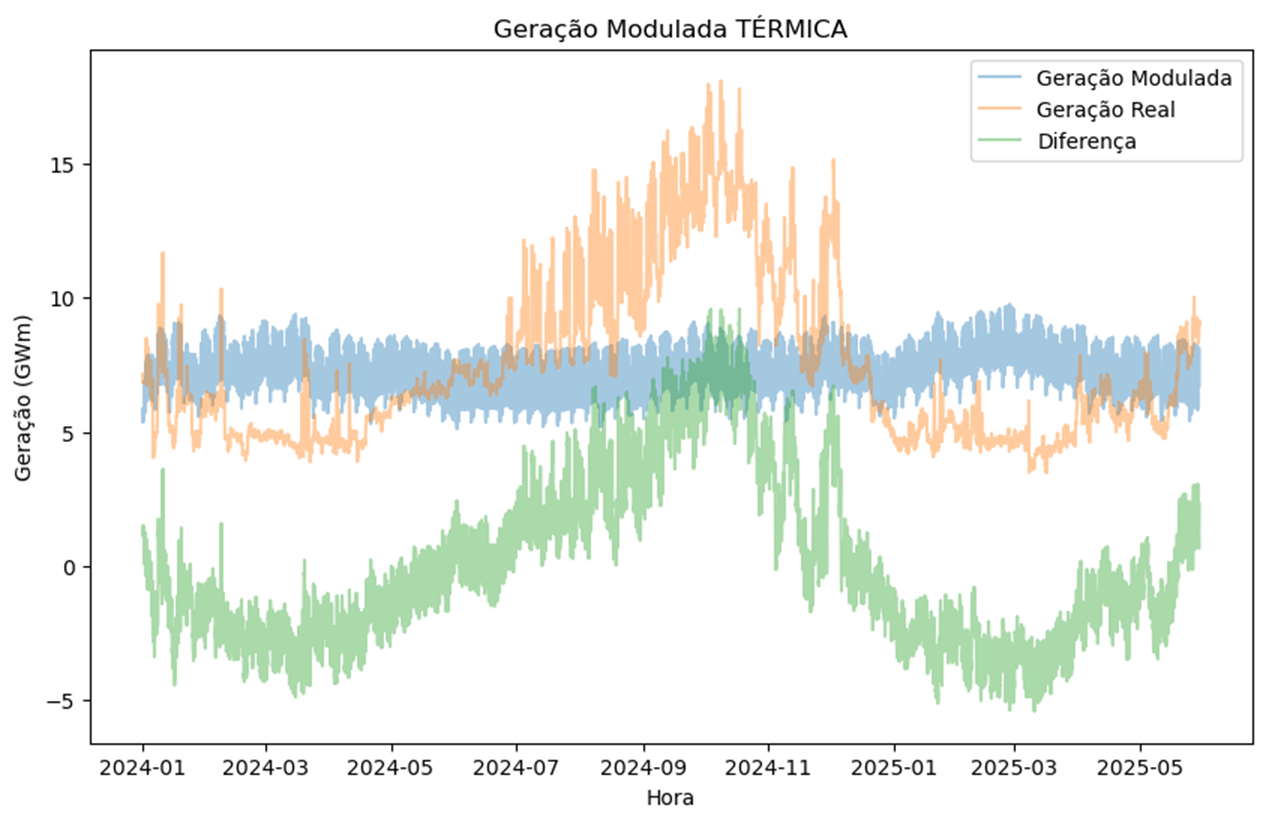 Geração Modulada TÉRMICA
Geração Modulada
Geração Real
Diferença
Geração (GWm)
15
10
5
0
−5
2024-01 2024-03 2024-05 2024-07 2024-09 2024-11 2025-01 2025-03 2025-05
Hora